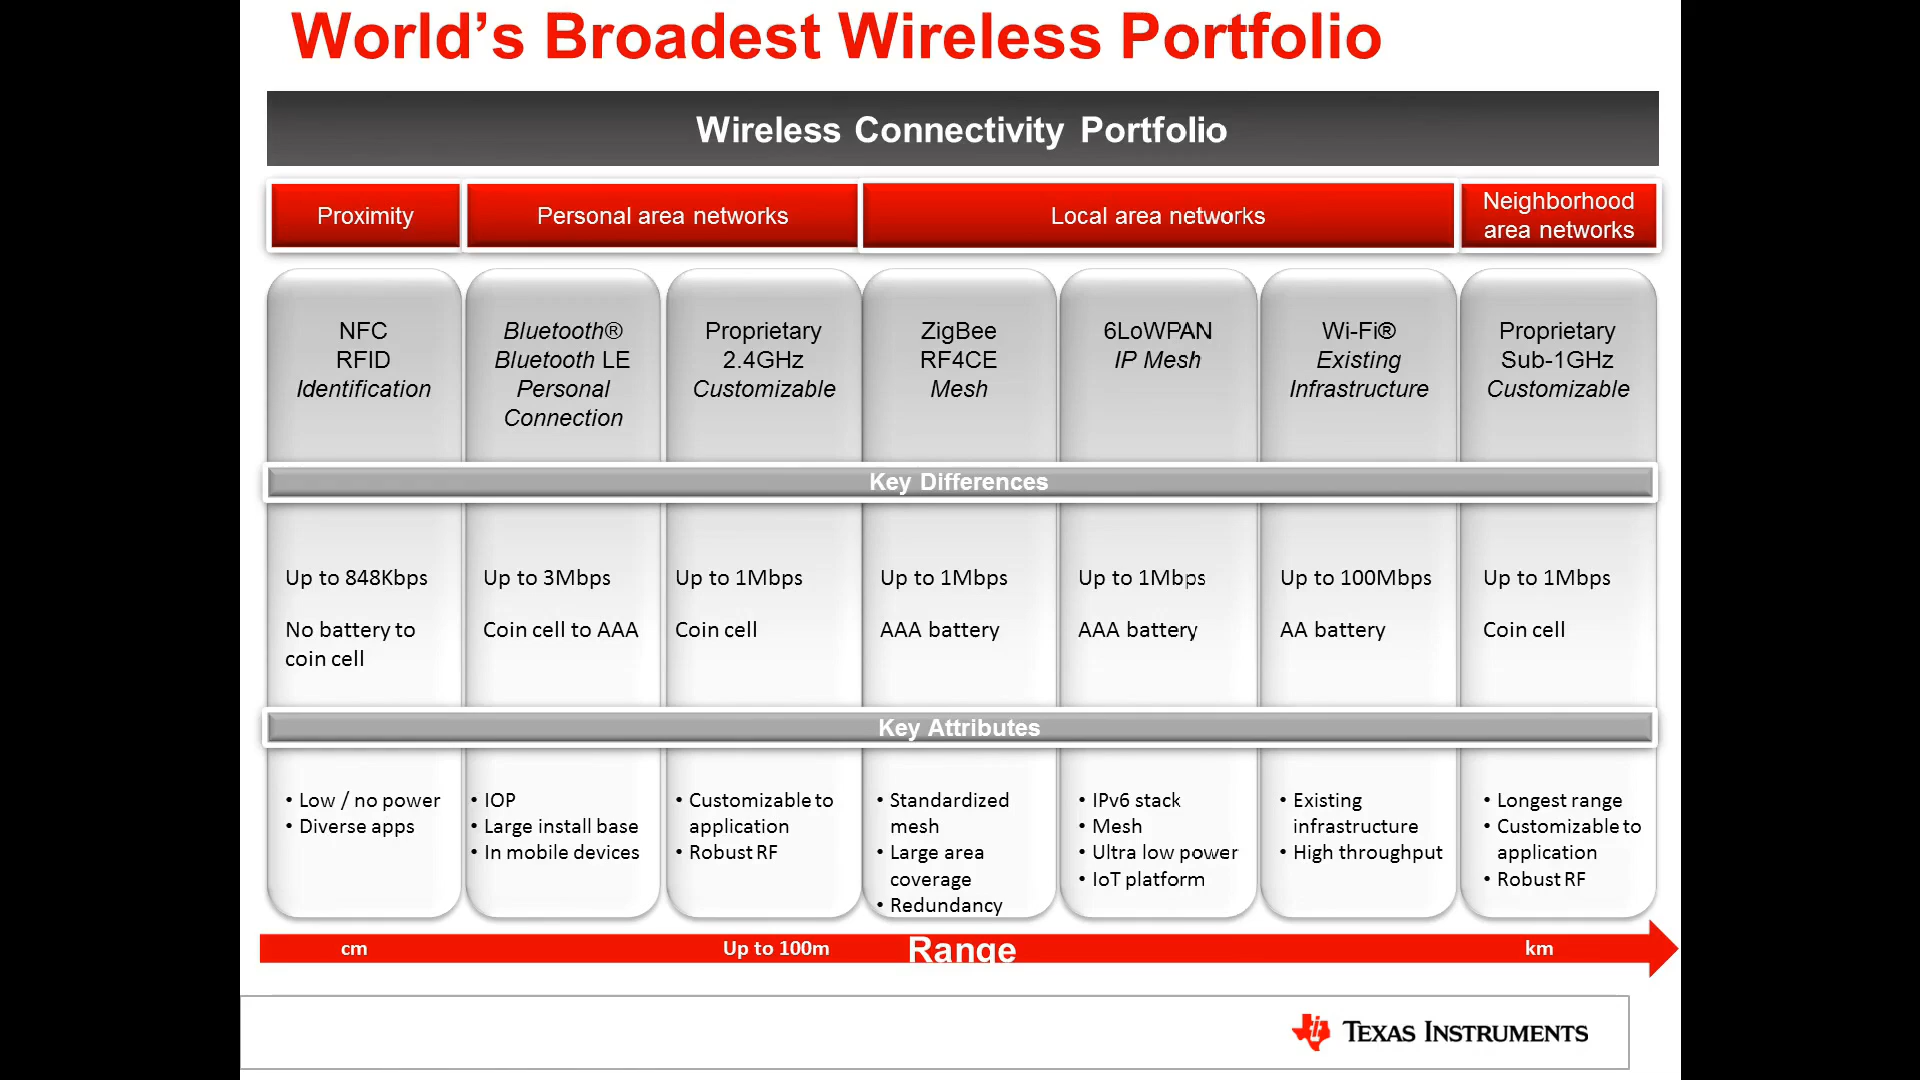 World's Broadest Wireless Portfolio
Wireless Connectivity Portfolio
Proximity
Personal area networks
Local area networks
Neighborhood
area networks
NFC
RFID
Identification
Bluetooth®
Bluetooth LE
Personal
Connection
Proprietary
2.4GHz
Customizable
ZigBee
RF4CE
Mesh
6LoWPAN
IP Mesh
Wi-Fi®
Existing
Infrastructure
Proprietary
Sub-1GHz
Customizable
Key Differences
Up to 848Kbps
No battery to
coin cell
Up to 3Mbps
Coin cell to AAA
Up to 1Mbps
Coin cell
Up to 1Mbps
AAA battery
Up to 1Mbps
AAA battery
Up to 100Mbps
AA battery
Up to 1Mbps
Coin cell
Key Attributes
• Low / no power
• Diverse apps
• IOP
• Large install base
• In mobile devices
• Customizable to
application
• Robust RF
• Standardized
mesh
• Large area
coverage
• Redundancy
• IPv6 stack
• Mesh
• Ultra low power
• IoT platform
• Existing
infrastructure
• High throughput
• Longest range
• Customizable to
application
• Robust RF
cm
Up to 100m
Range
km
TEXAS INSTRUMENTS